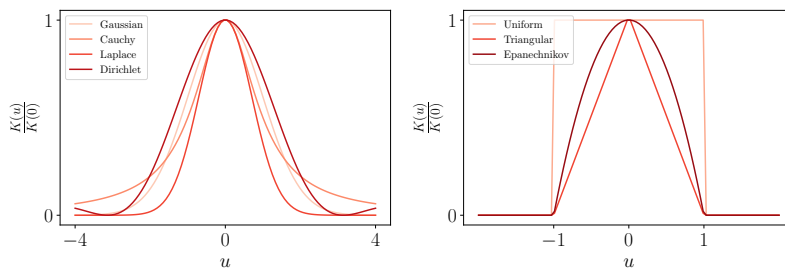 Gaussian
Cauchy
Laplace
Dirichlet
1
0
K(u)
K(0)
−4
0
4
u
Uniform
Triangular
Epanechnikov
1
0
K(u)
K(0)
−1
0
1
u